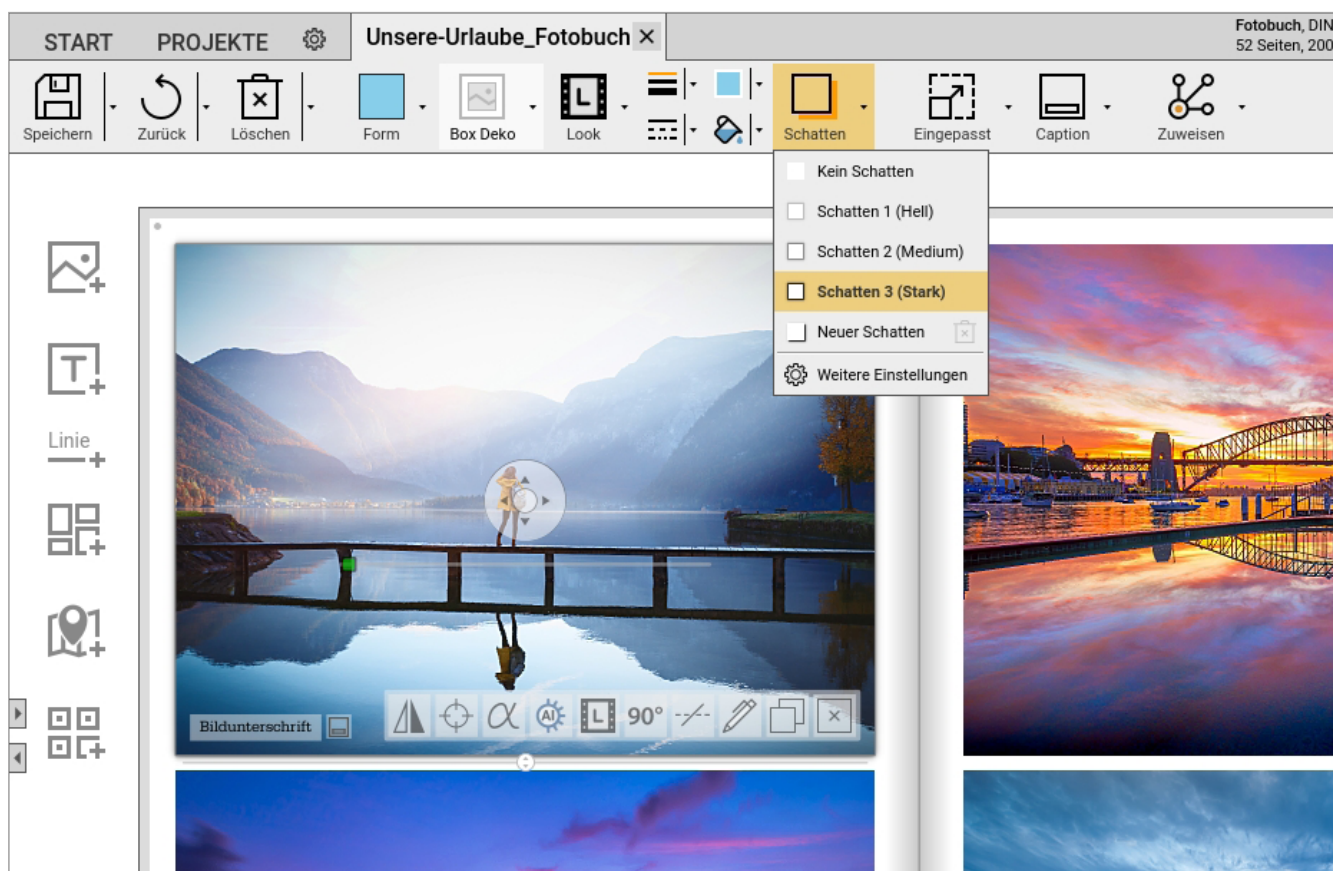 START
PROJEKTE
Unsere-Urlaube_Fotobuch
Fotobuch, DIN
52 Seiten, 200
Speichern
Zurück
Löschen
Form
Box Deko
L
Look
Schatten
Eingepasst
Caption
Zuweisen
Kein Schatten
Schatten 1 (Hell)
Schatten 2 (Medium)
Schatten 3 (Stark)
Neuer Schatten
Weitere Einstellungen
T
Linie
Bildunterschrift
α
AI
L
90°